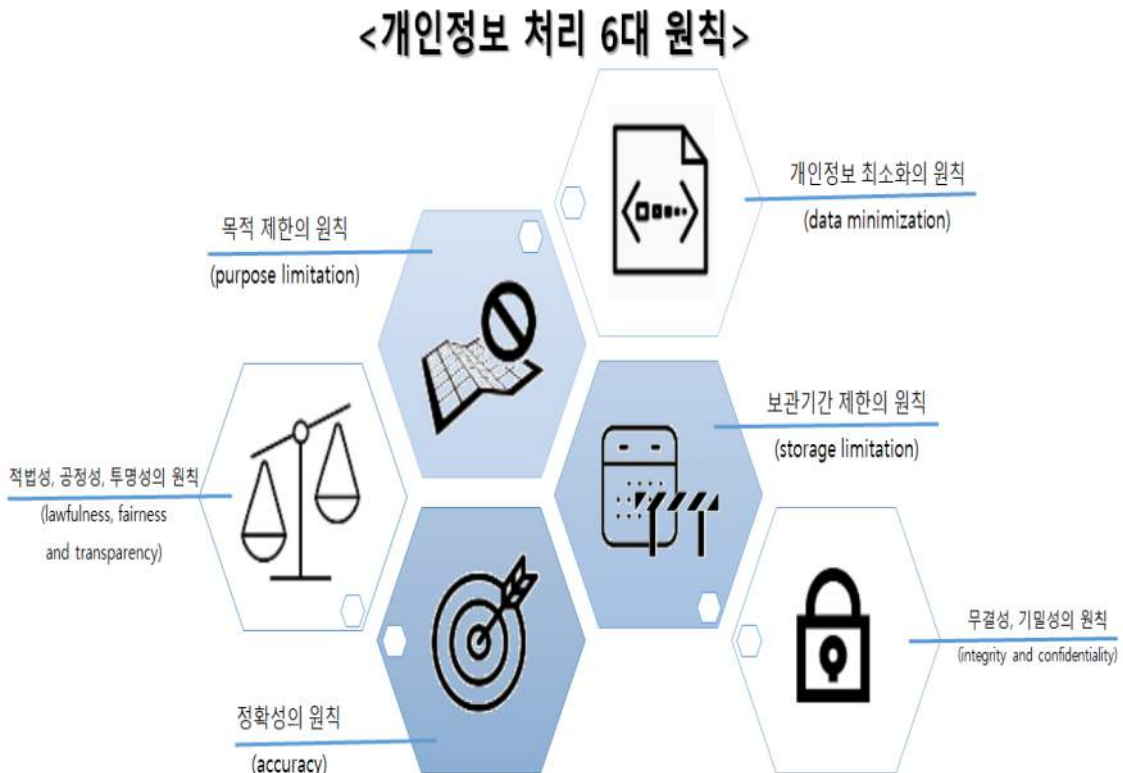 <개인정보 처리 6대 원칙>
개인정보 최소화의 원칙
(data minimization)
목적 제한의 원칙
(purpose limitation)
보관기간 제한의 원칙
(storage limitation)
적법성, 공정성, 투명성의 원칙
(lawfulness, fairness
and transparency)
무결성, 기밀성의 원칙
(integrity and confidentiality)
정확성의 원칙
(accuracy)